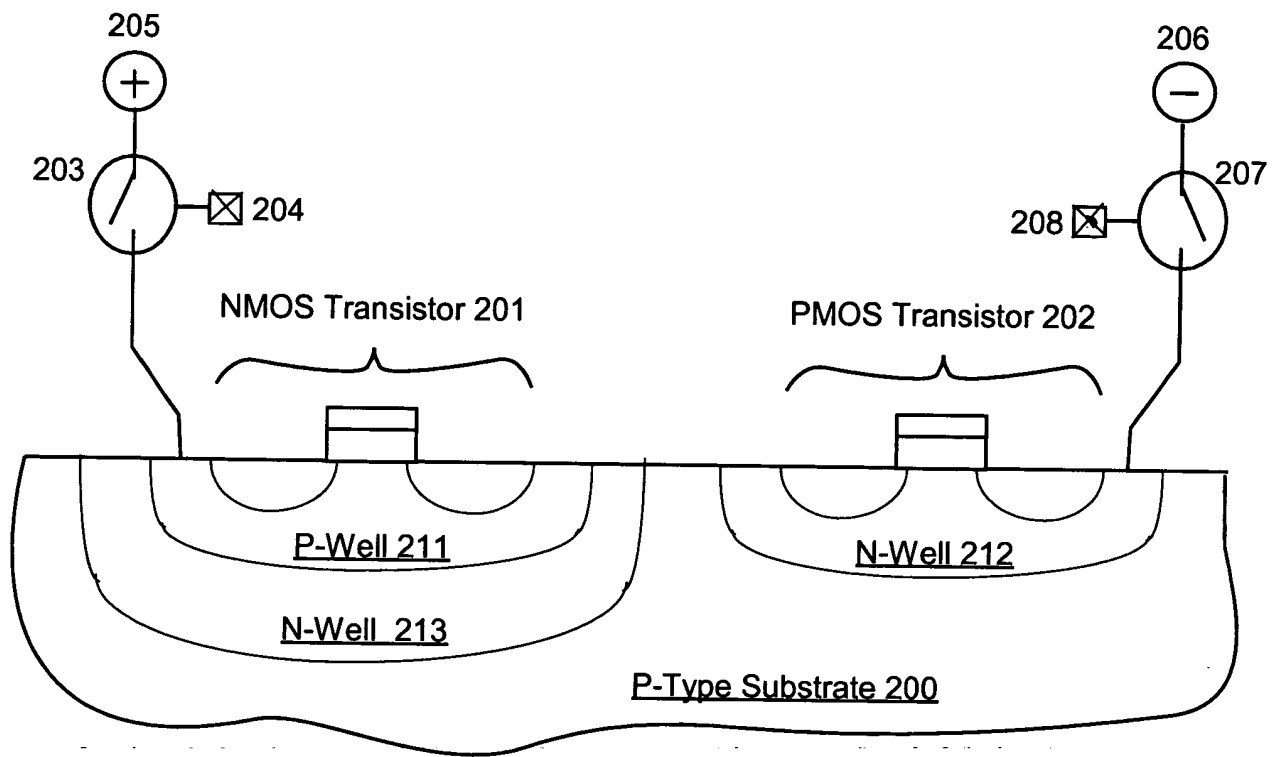 205
+
203
204
206
−
207
208
NMOS Transistor 201
PMOS Transistor 202
P-Well 211
N-Well 212
N-Well 213
P-Type Substrate 200